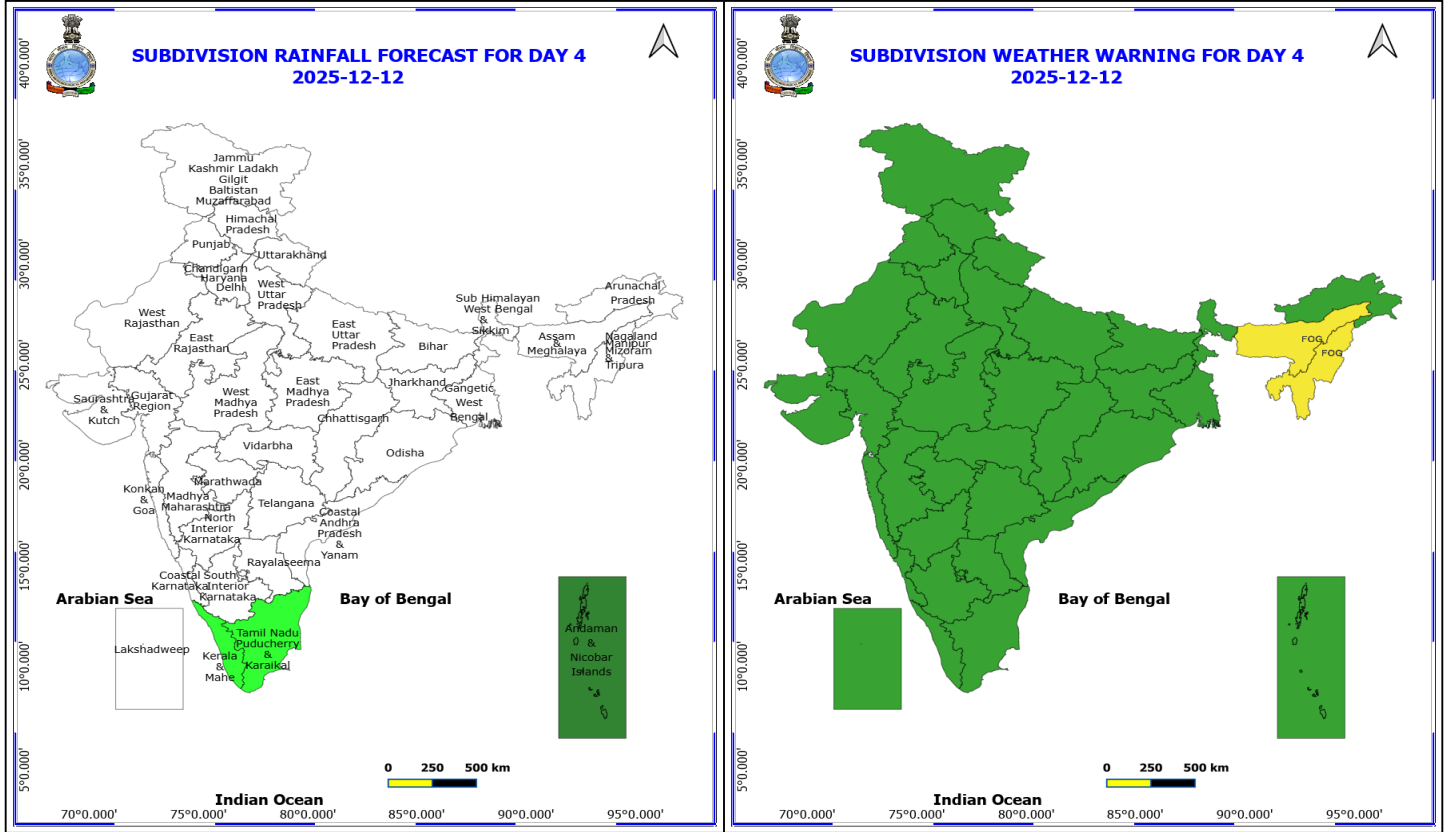 SUBDIVISION RAINFALL FORECAST FOR DAY 4
2025-12-12
40°0.000'
35°0.000'
30°0.000'
25°0.000'
20°0.000'
15°0.000'
10°0.000'
5°0.000'
Jammu
Kashmir Ladakh
Gilgit
Baltistan
Muzaffarabad
Himachal
Pradesh
Punjab
Uttarakhand
Chandigarh
Haryana
Delhi
West
Uttar
Pradesh
West
Rajasthan
East
Rajasthan
East
Uttar
Pradesh
Bihar
Sub Himalayan
West Bengal
&
Sikkim
Arunachal
Pradesh
Assam
&
Meghalaya
Nagaland
Manipur
Mizoram
&
Tripura
Saurashtra
&
Kutch
Gujarat
Region
West
Madhya
Pradesh
East
Madhya
Pradesh
Jharkhand
Gangetic
West
Bengal
Chhattisgarh
Vidarbha
Odisha
Konkan
&
Goa
Madhya
Maharashtra
Marathwada
Telangana
North
Interior
Karnataka
Coastal
Andhra
Pradesh
&
Yanam
Rayalaseema
Coastal
Karnataka
South
Interior
Karnataka
Arabian Sea
Bay of Bengal
Lakshadweep
Kerala
&
Mahe
Tamil Nadu
Puducherry
&
Karaikal
Andaman
&
Nicobar
Islands
0 250 500 km
Indian Ocean
70°0.000' 75°0.000' 80°0.000' 85°0.000' 90°0.000' 95°0.000'
SUBDIVISION WEATHER WARNING FOR DAY 4
2025-12-12
40°0.000'
35°0.000'
30°0.000'
25°0.000'
20°0.000'
15°0.000'
10°0.000'
5°0.000'
FOG
FOG
Arabian Sea
Bay of Bengal
0 250 500 km
Indian Ocean
70°0.000' 75°0.000' 80°0.000' 85°0.000' 90°0.000' 95°0.000'